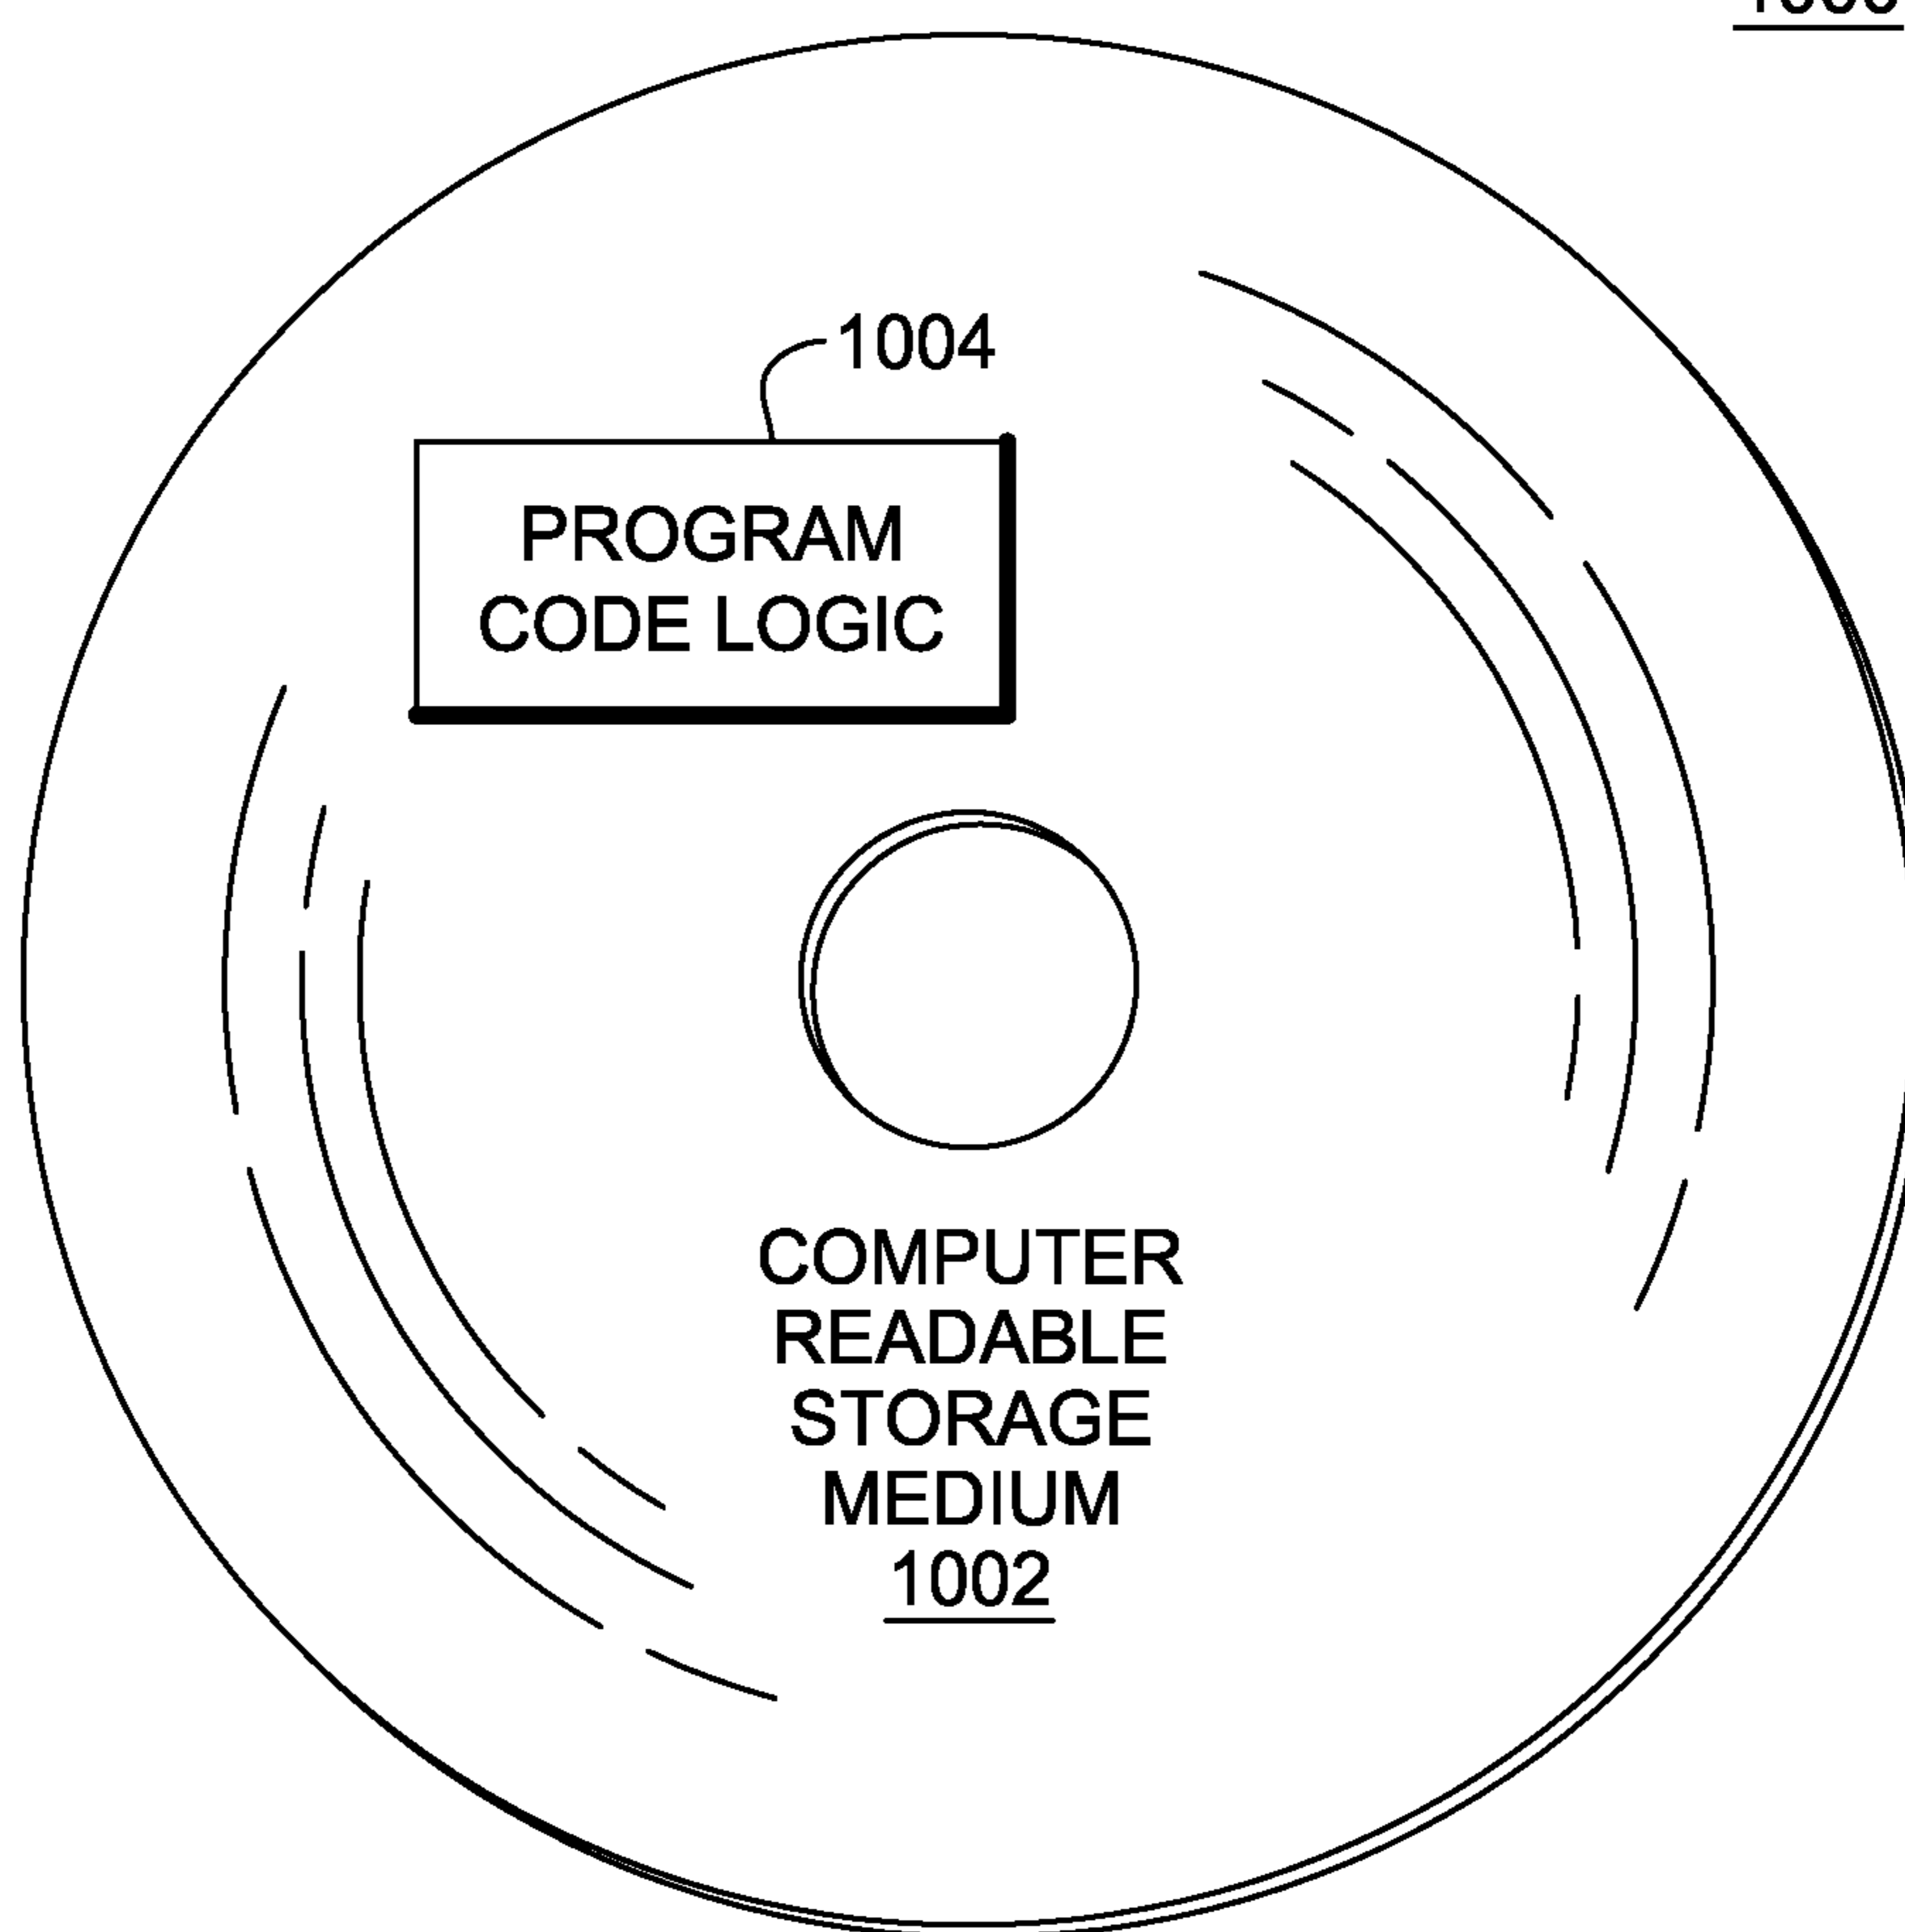 1004
PROGRAM
CODE LOGIC
COMPUTER
READABLE
STORAGE
MEDIUM
1002